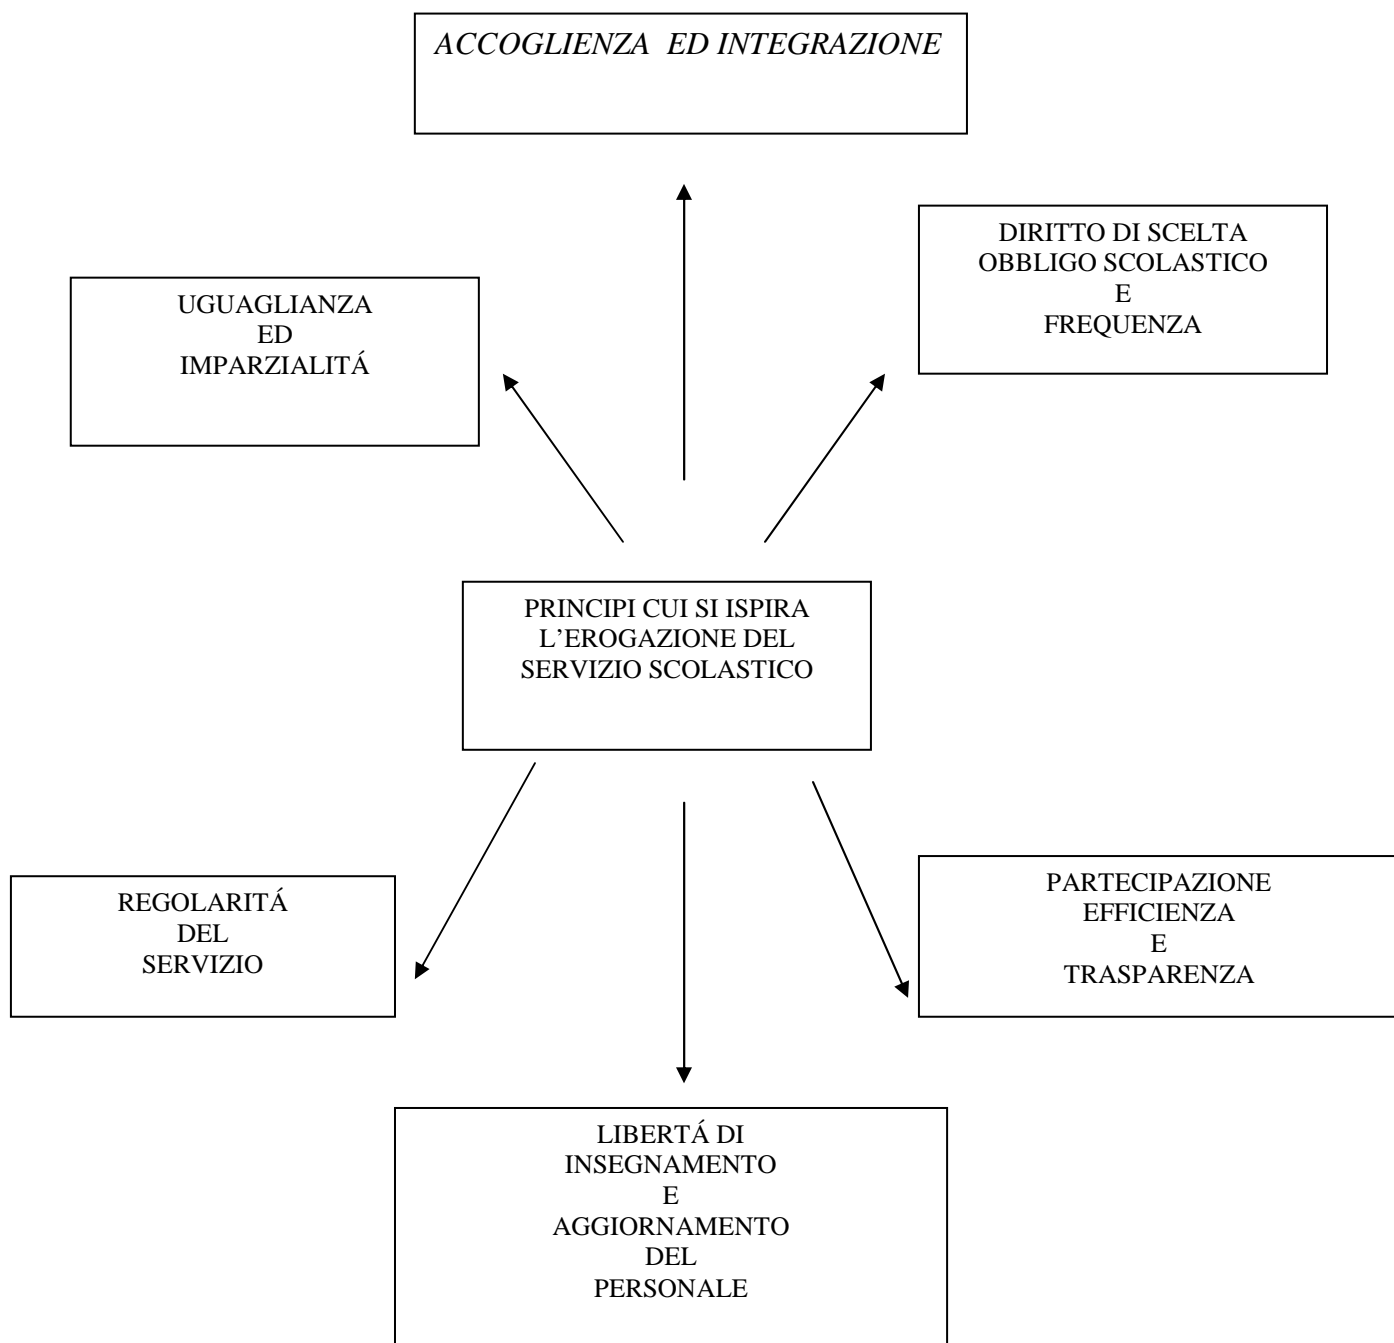 ACCOGLIENZA ED INTEGRAZIONE
DIRITTO DI SCELTA
OBBLIGO SCOLASTICO
E
FREQUENZA
UGUAGLIANZA
ED
IMPARZIALITÁ
PRINCIPI CUI SI ISPIRA
L’EROGAZIONE DEL
SERVIZIO SCOLASTICO
REGOLARITÁ
DEL
SERVIZIO
PARTECIPAZIONE
EFFICIENZA
E
TRASPARENZA
LIBERTÁ DI
INSEGNAMENTO
E
AGGIORNAMENTO
DEL
PERSONALE